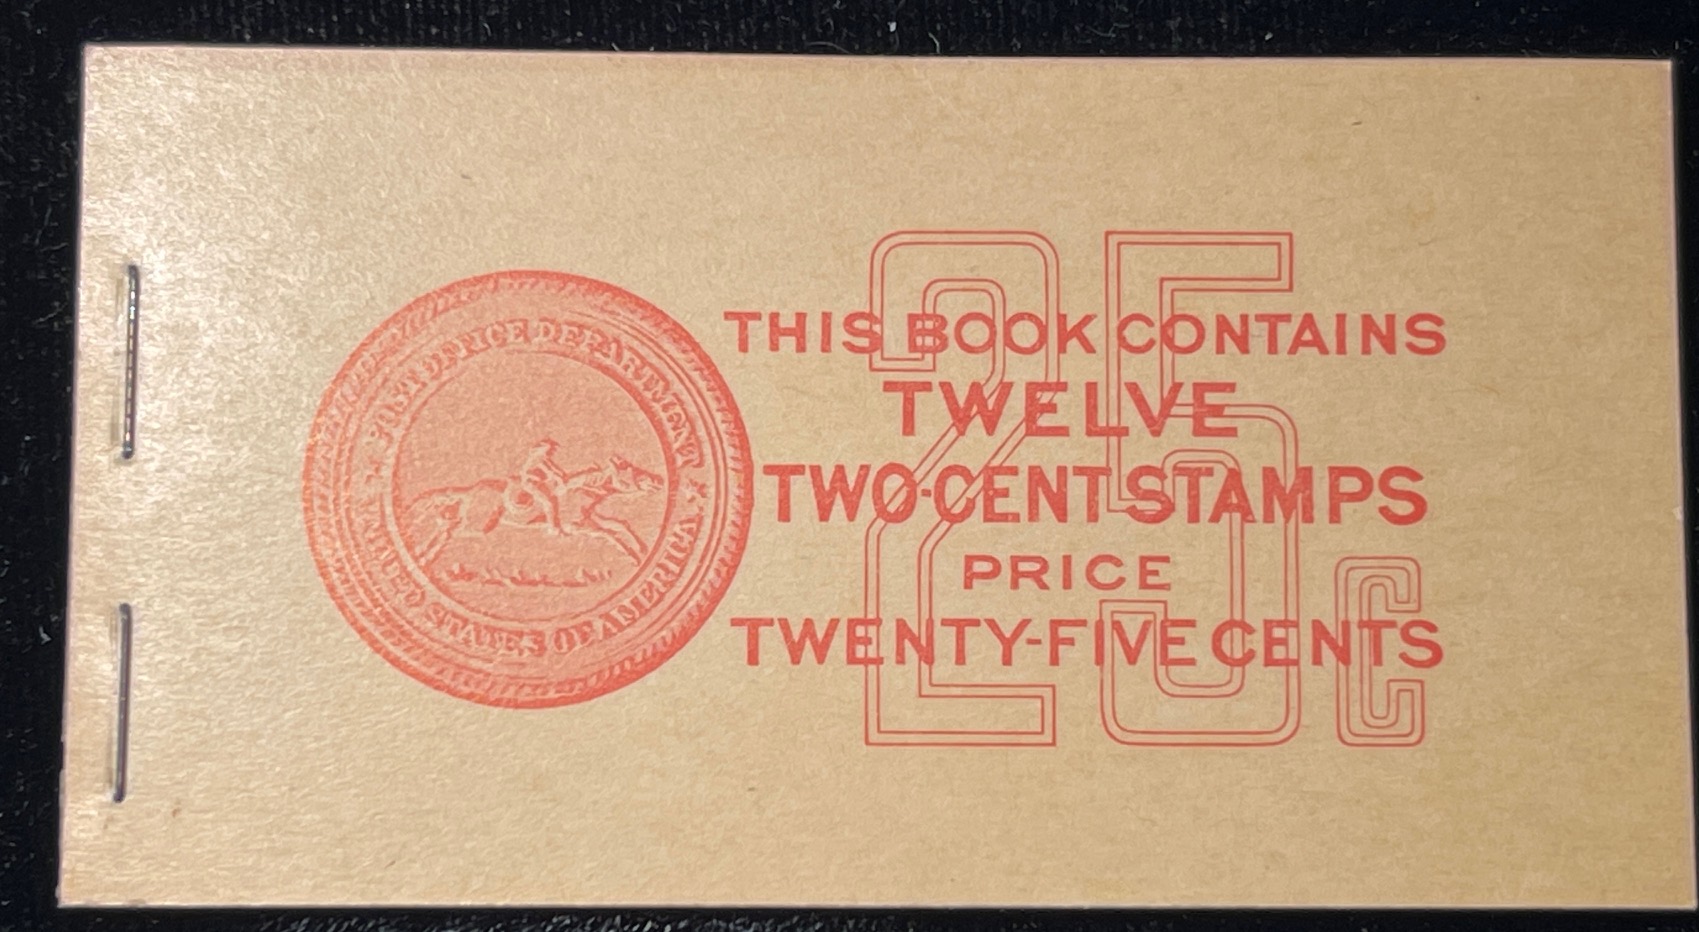 POST OFFICE DEPARTMENT
UNITED STATES OF AMERICA
25c
THIS BOOK CONTAINS
TWELVE
TWO-CENT STAMPS
PRICE
TWENTY-FIVE CENTS